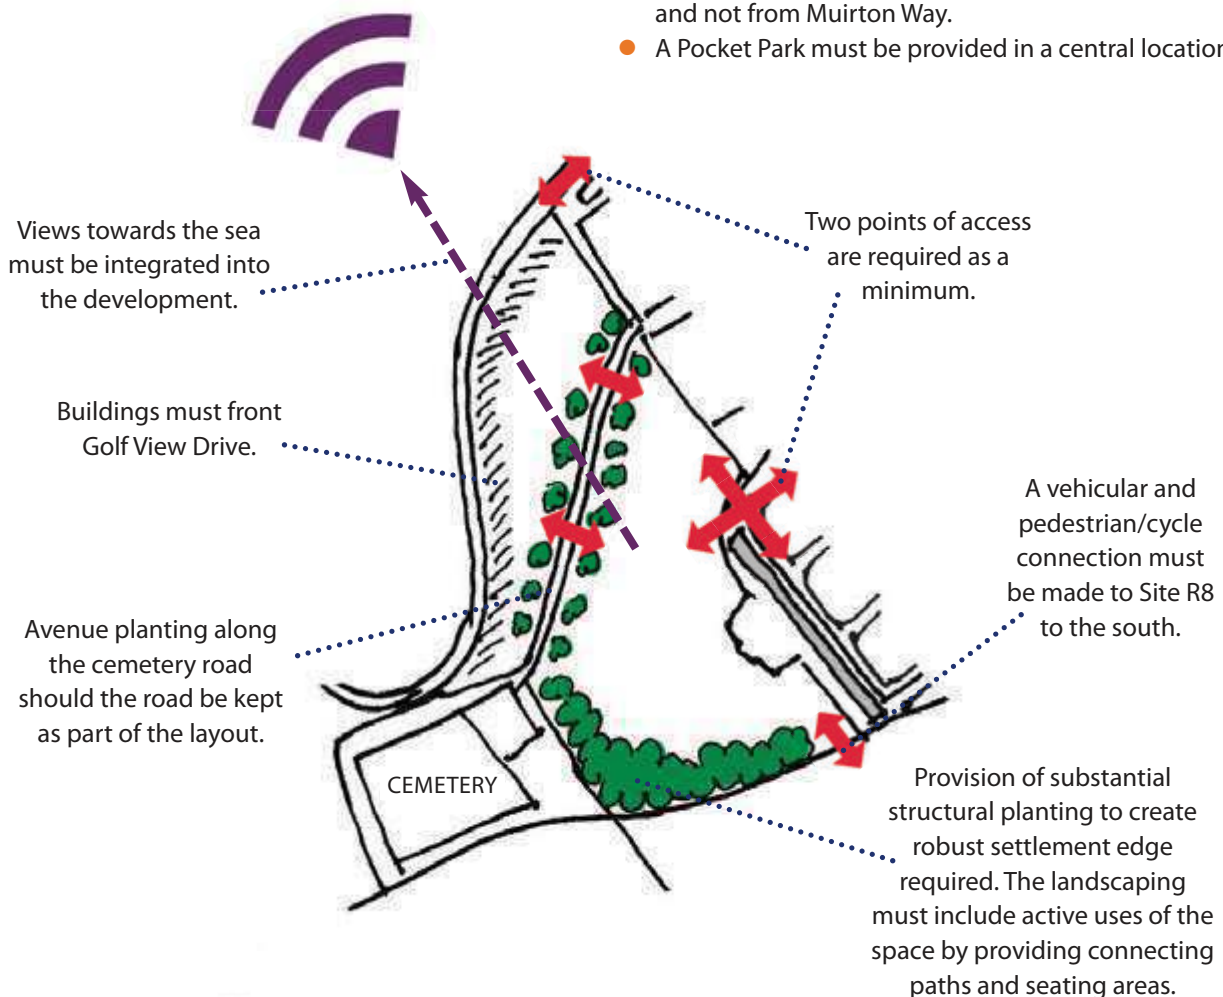 and not from Muirton Way.
● A Pocket Park must be provided in a central location
Views towards the sea
must be integrated into
the development.
Two points of access
are required as a
minimum.
Buildings must front
Golf View Drive.
A vehicular and
pedestrian/cycle
connection must
be made to Site R8
to the south.
Avenue planting along
the cemetery road
should the road be kept
as part of the layout.
CEMETERY
Provision of substantial
structural planting to create
robust settlement edge
required. The landscaping
must include active uses of the
space by providing connecting
paths and seating areas.